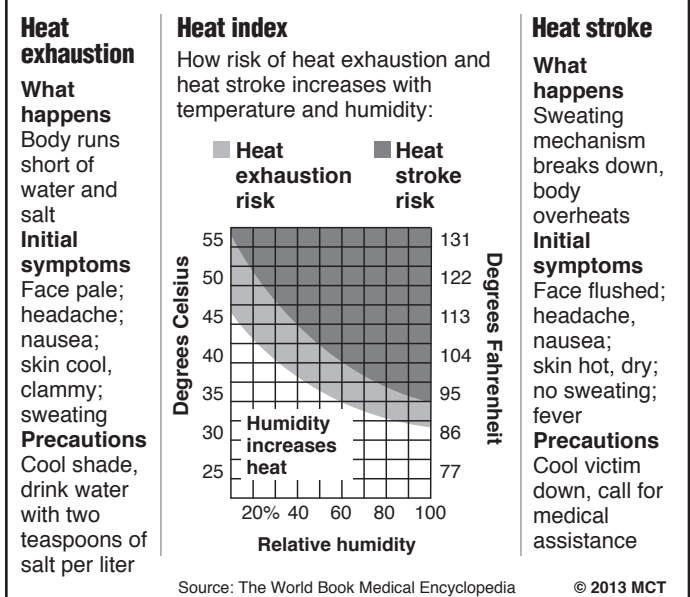 Heat
exhaustion
What
happens
Body runs
short of
water and
salt
Initial
symptoms
Face pale;
headache;
nausea;
skin cool,
clammy;
sweating
Precautions
Cool shade,
drink water
with two
teaspoons of
salt per liter
Heat index
How risk of heat exhaustion and
heat stroke increases with
temperature and humidity:
Heat
exhaustion
risk
Heat
stroke
risk
Degrees Celsius
55
50
45
40
35
30
25
131
122
113
104
95
86
77
Degrees Fahrenheit
Humidity
increases
heat
20% 40 60 80 100
Relative humidity
Heat stroke
What
happens
Sweating
mechanism
breaks down,
body
overheats
Initial
symptoms
Face flushed;
headache,
nausea;
skin hot, dry;
no sweating;
fever
Precautions
Cool victim
down, call for
medical
assistance
Source: The World Book Medical Encyclopedia © 2013 MCT